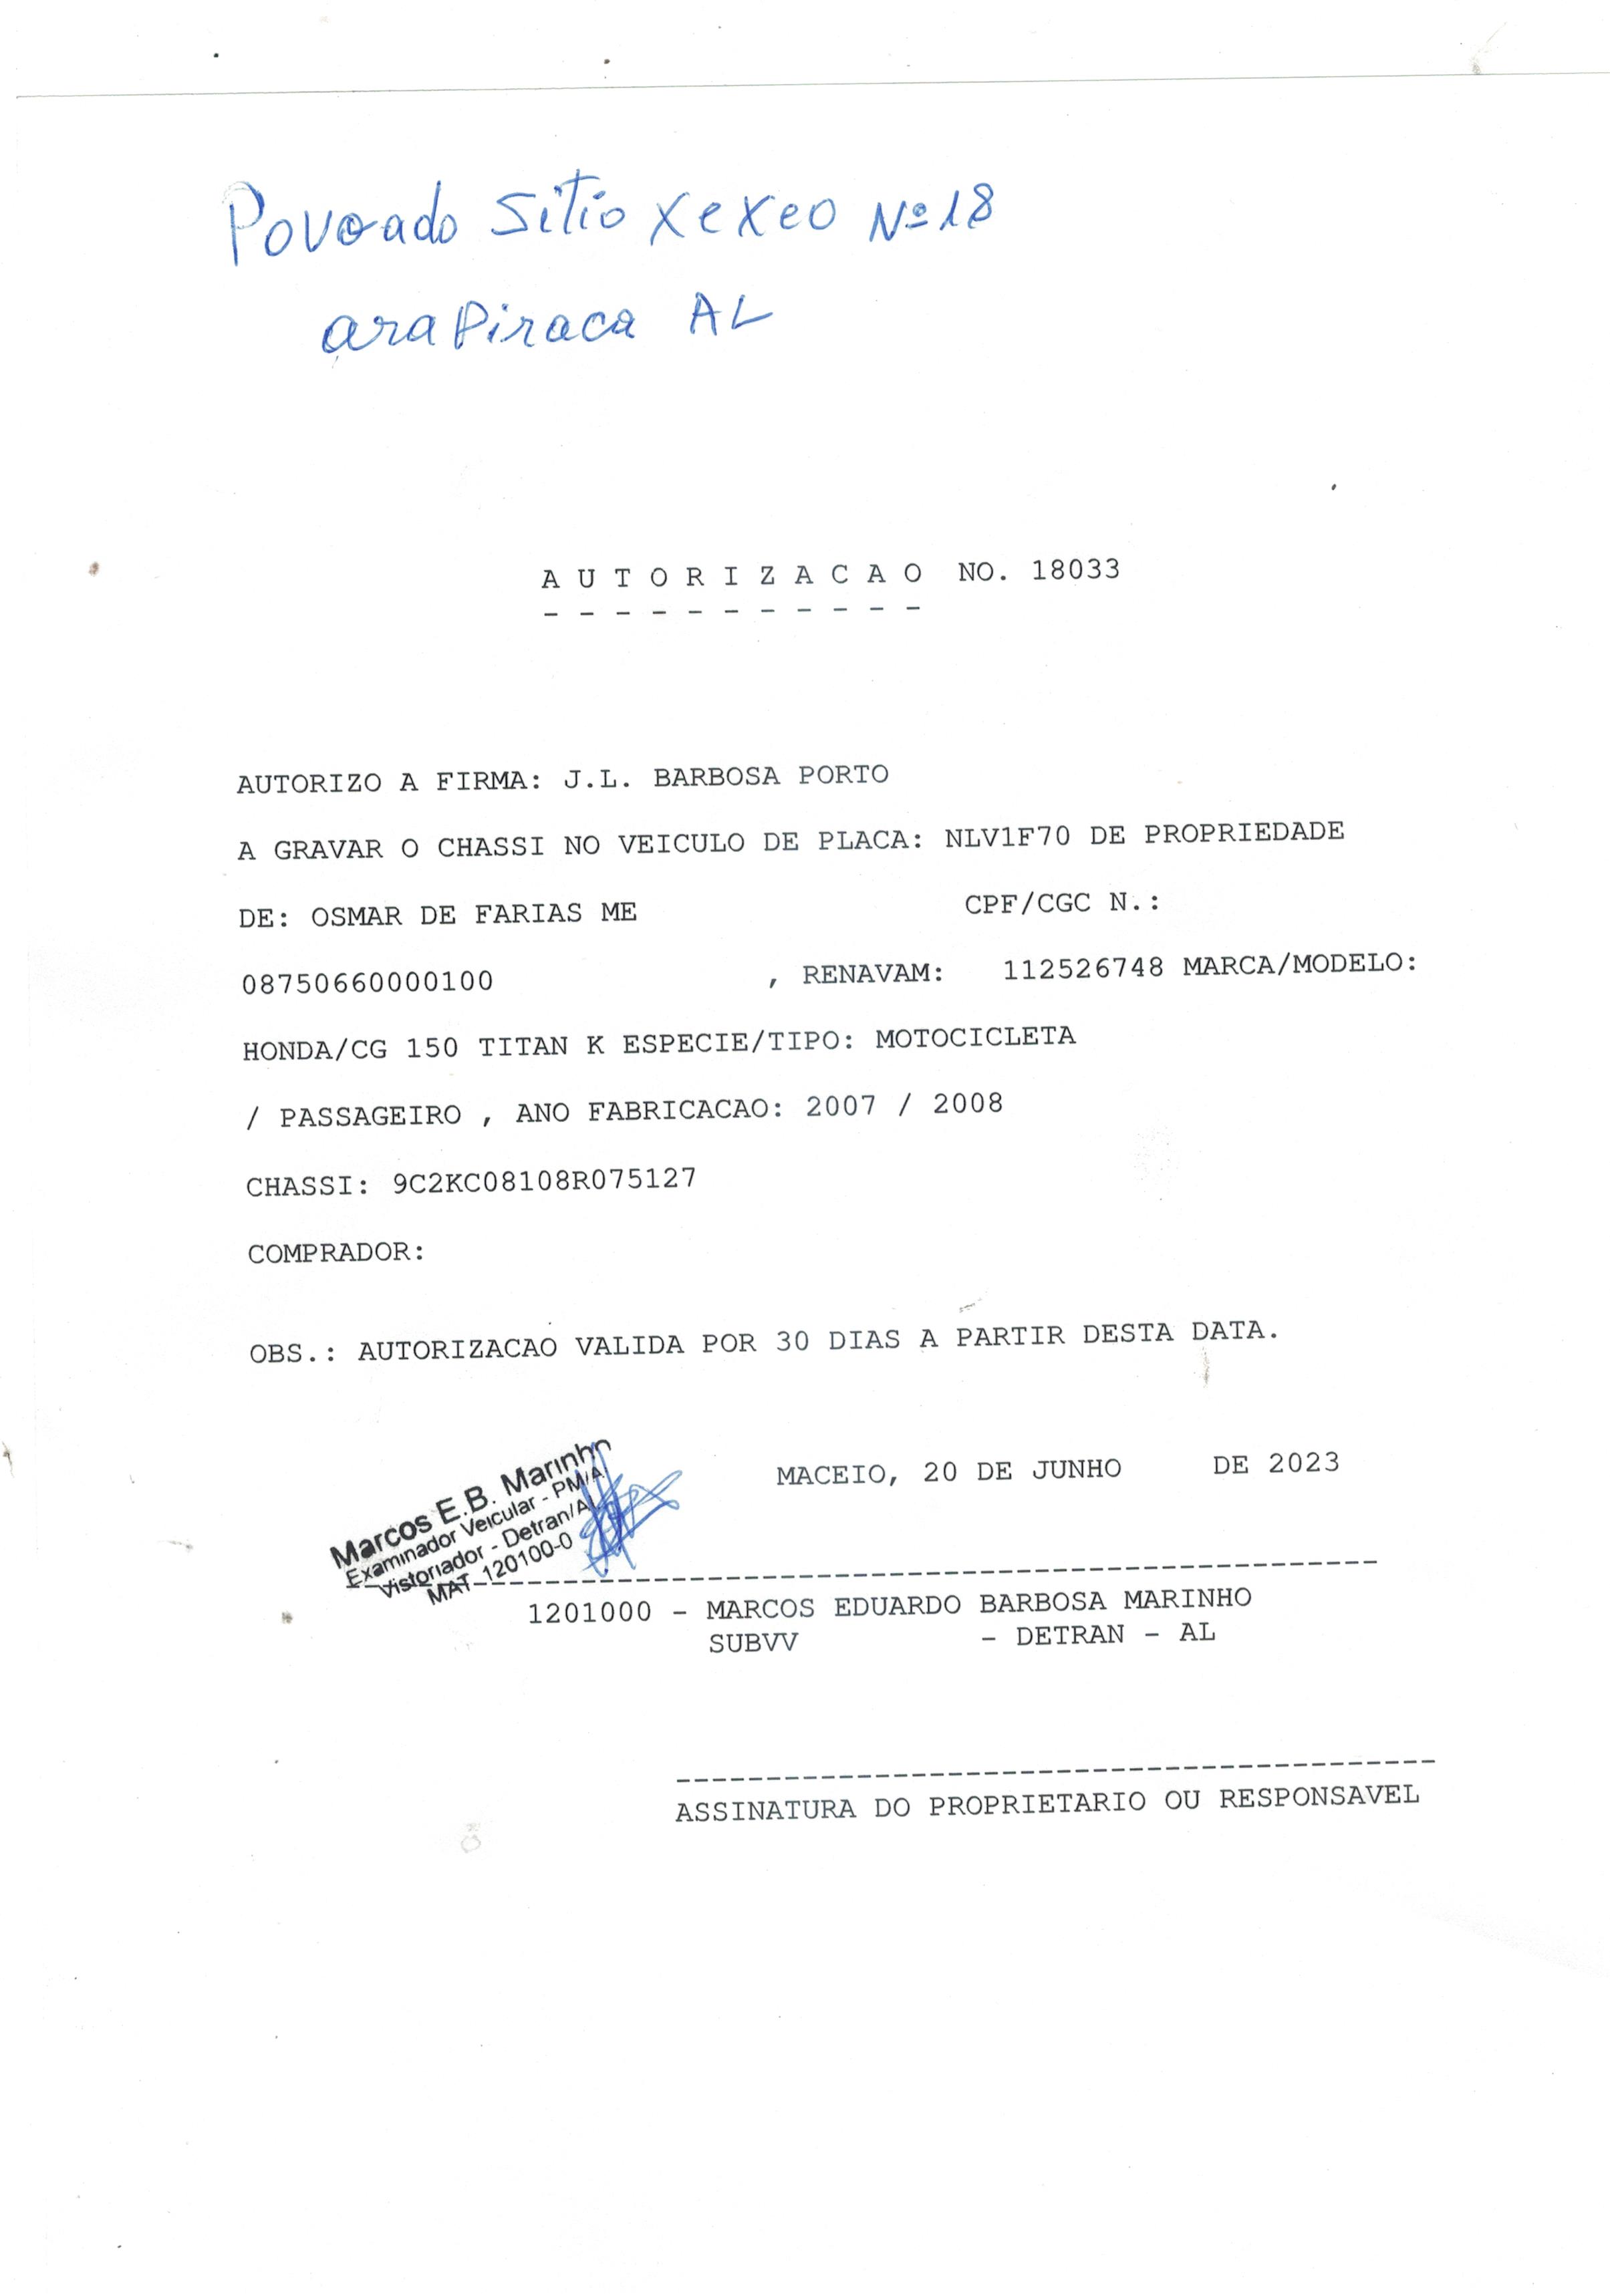 Povoado Sitio Xexeo Nº18
arapiraca AL
A U T O R I Z A C A O NO. 18033
- - - - - - - - - - -
AUTORIZO A FIRMA: J.L. BARBOSA PORTO
A GRAVAR O CHASSI NO VEICULO DE PLACA: NLV1F70 DE PROPRIEDADE
DE: OSMAR DE FARIAS ME CPF/CGC N.:
08750660000100 , RENAVAM: 112526748 MARCA/MODELO:
HONDA/CG 150 TITAN K ESPECIE/TIPO: MOTOCICLETA
/ PASSAGEIRO , ANO FABRICACAO: 2007 / 2008
CHASSI: 9C2KC08108R075127
COMPRADOR:
OBS.: AUTORIZACAO VALIDA POR 30 DIAS A PARTIR DESTA DATA.
MACEIO, 20 DE JUNHO DE 2023
Marcos E.B. Marinho
Examinador Veicular - PM/Al
Vistoriador - Detran/AL
MAT 120100-0
1201000 - MARCOS EDUARDO BARBOSA MARINHO
SUBVV - DETRAN - AL
ASSINATURA DO PROPRIETARIO OU RESPONSAVEL